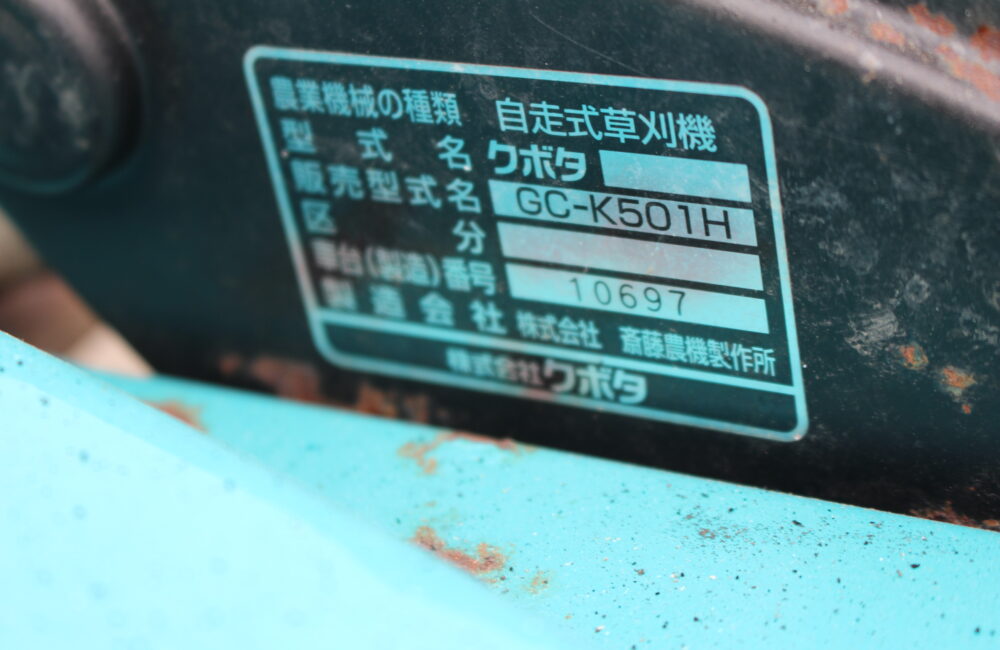 農業機械の種類 自走式草刈機
型式名 クボタ
販売型式名 GC-K501H
区分
車台(製造)番号 10697
製造会社 株式会社 斎藤農機製作所
株式会社クボタ